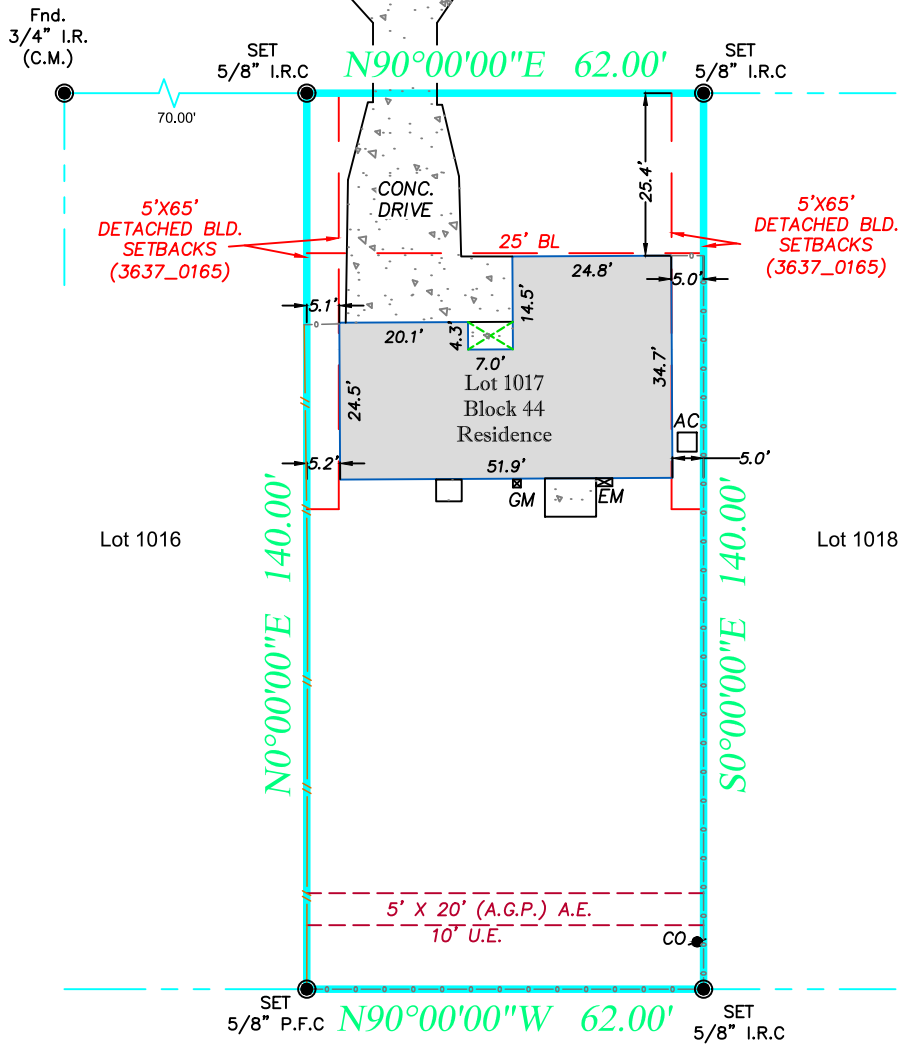 Fnd.
3/4" I.R.
(C.M.)
SET
5/8" I.R.C
N90°00'00"E 62.00'
SET
5/8" I.R.C
70.00'
CONC.
DRIVE
25.4'
5'X65'
DETACHED BLD.
SETBACKS
(3637_0165)
5'X65'
DETACHED BLD.
SETBACKS
(3637_0165)
25' BL
24.8'
5.0'
5.1'
14.5'
20.1'
4.3'
7.0'
34.7'
24.5'
Lot 1017
Block 44
Residence
AC
5.2'
51.9'
5.0'
GM
EM
N0°00'00"E 140.00'
S0°00'00"E 140.00'
Lot 1016
Lot 1018
5' X 20' (A.G.P.) A.E.
10' U.E.
CO
SET
5/8" P.F.C
N90°00'00"W 62.00'
SET
5/8" I.R.C